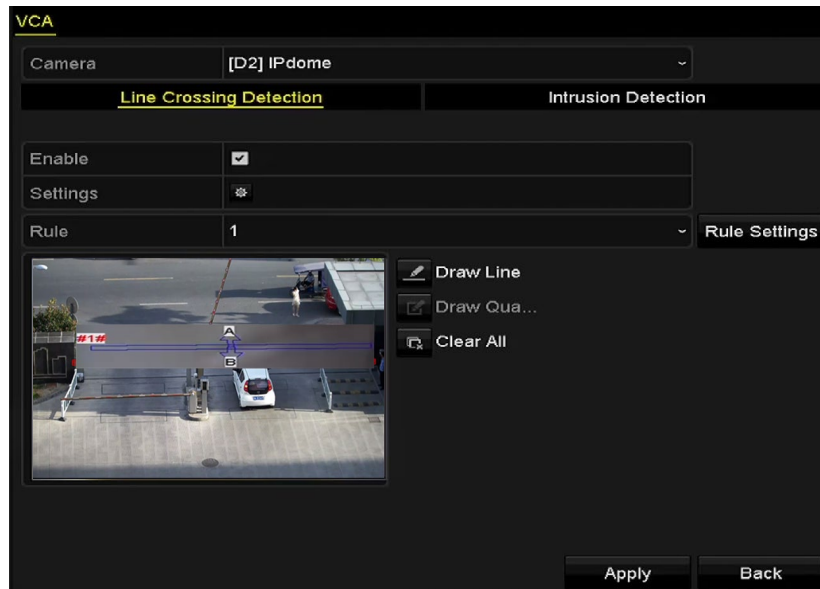 VCA
Camera [D2] IPdome
Line Crossing Detection Intrusion Detection
Enable
Settings
Rule 1 Rule Settings
Draw Line
Draw Qua...
Clear All
#1#
A
B
Apply Back